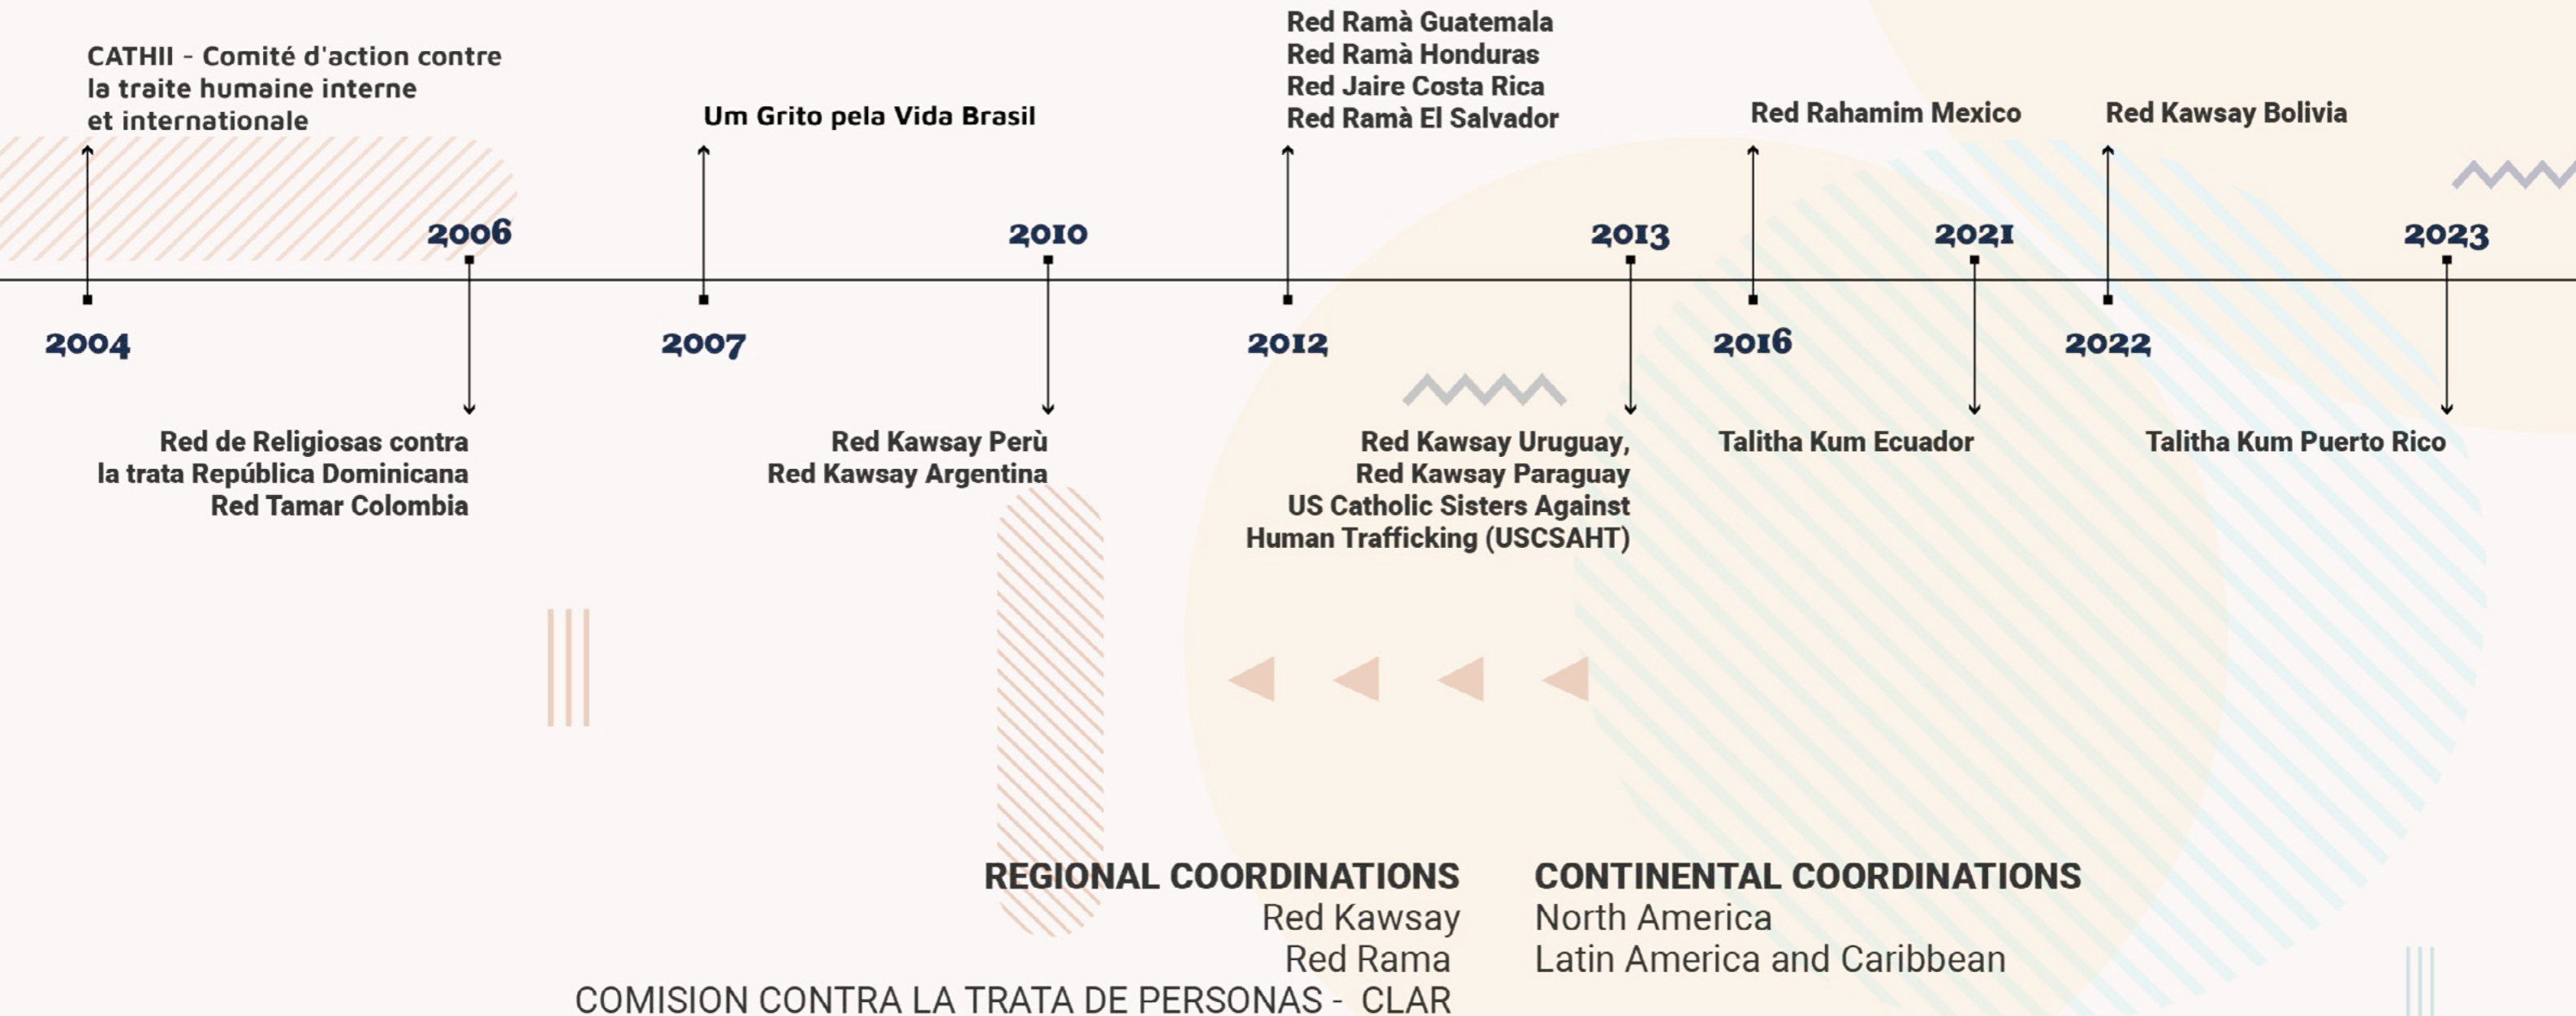 CATHII - Comité d'action contre
la traite humaine interne
et internationale
2004
2006
Red de Religiosas contra
la trata República Dominicana
Red Tamar Colombia
Um Grito pela Vida Brasil
2007
2010
Red Kawsay Perù
Red Kawsay Argentina
Red Ramà Guatemala
Red Ramà Honduras
Red Jaire Costa Rica
Red Ramà El Salvador
2012
2013
Red Kawsay Uruguay,
Red Kawsay Paraguay
US Catholic Sisters Against
Human Trafficking (USCSAHT)
Red Rahamim Mexico
2016
2021
Talitha Kum Ecuador
Red Kawsay Bolivia
2022
2023
Talitha Kum Puerto Rico
REGIONAL COORDINATIONS
Red Kawsay
Red Rama
COMISION CONTRA LA TRATA DE PERSONAS - CLAR
CONTINENTAL COORDINATIONS
North America
Latin America and Caribbean